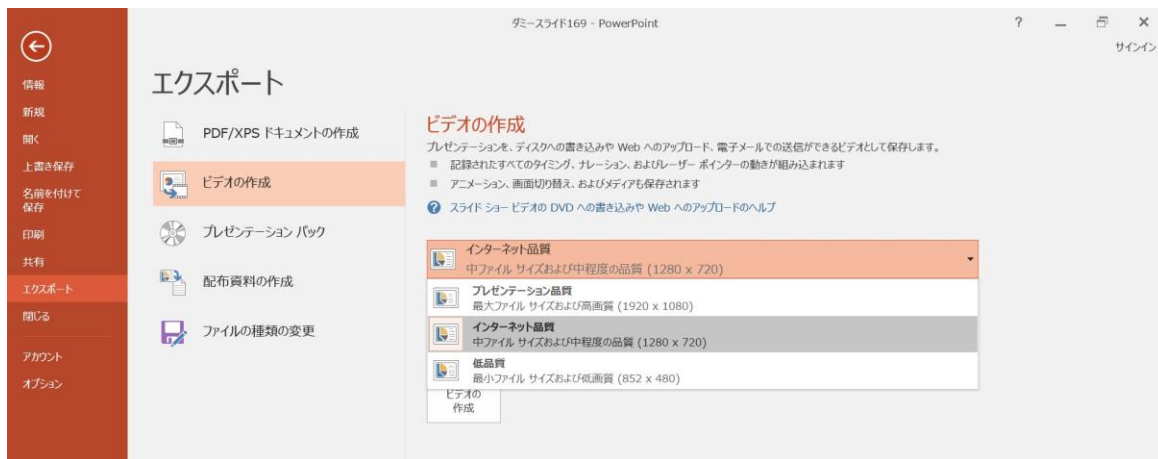 ダミースライド169 - PowerPoint
?
サインイン
情報
新規
開く
上書き保存
名前を付けて
保存
印刷
共有
エクスポート
閉じる
アカウント
オプション
エクスポート
PDF/XPS ドキュメントの作成
ビデオの作成
プレゼンテーション パック
配布資料の作成
ファイルの種類の変更
ビデオの作成
プレゼンテーションを、ディスクへの書き込みや Web へのアップロード、電子メールでの送信ができるビデオとして保存します。
記録されたすべてのタイミング、ナレーション、およびレーザー ポインターの動きが組み込まれます
アニメーション、画面切り替え、およびメディアも保存されます
スライド ショー ビデオの DVD への書き込みや Web へのアップロードのヘルプ
インターネット品質
中ファイル サイズおよび中程度の品質 (1280 x 720)
プレゼンテーション品質
最大ファイル サイズおよび高画質 (1920 x 1080)
インターネット品質
中ファイル サイズおよび中程度の品質 (1280 x 720)
低品質
最小ファイル サイズおよび低画質 (852 x 480)
ビデオの
作成